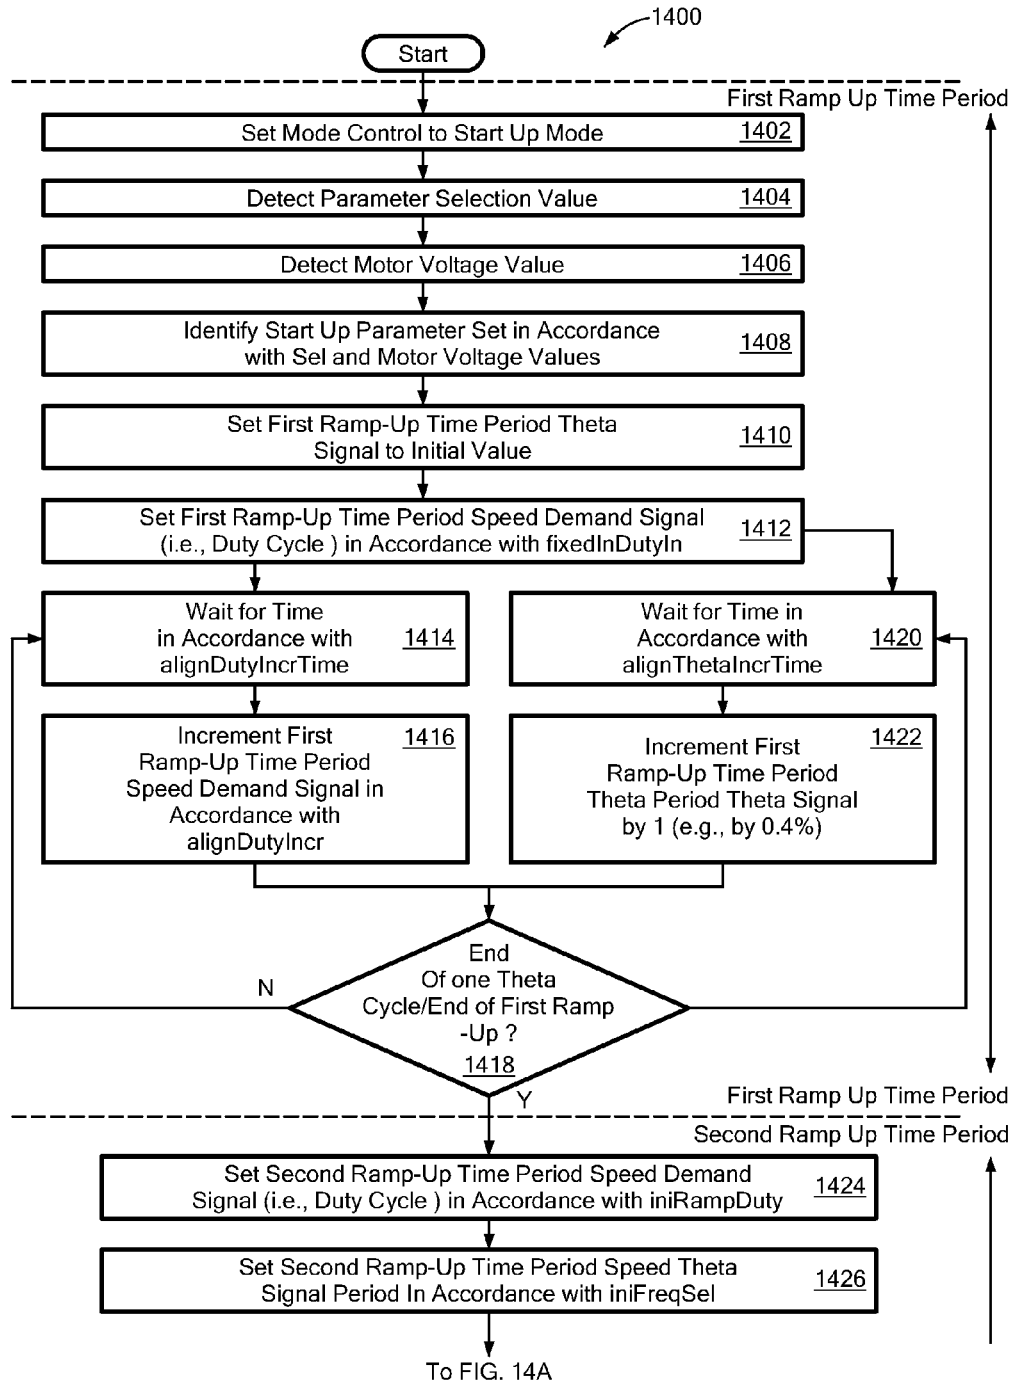 1400
Start
First Ramp Up Time Period
Set Mode Control to Start Up Mode 1402
Detect Parameter Selection Value 1404
Detect Motor Voltage Value 1406
Identify Start Up Parameter Set in Accordance
with Sel and Motor Voltage Values
1408
Set First Ramp-Up Time Period Theta
Signal to Initial Value
1410
Set First Ramp-Up Time Period Speed Demand Signal
(i.e., Duty Cycle ) in Accordance with fixedInDutyIn
1412
Wait for Time
in Accordance with
alignDutyIncrTime
1414
Wait for Time in
Accordance with
alignThetaIncrTime
1420
Increment First
Ramp-Up Time Period
Speed Demand Signal in
Accordance with
alignDutyIncr
1416
Increment First
Ramp-Up Time Period
Theta Period Theta Signal
by 1 (e.g., by 0.4%)
1422
End
Of one Theta
Cycle/End of First Ramp
-Up ?
1418
N
Y
First Ramp Up Time Period
Second Ramp Up Time Period
Set Second Ramp-Up Time Period Speed Demand
Signal (i.e., Duty Cycle ) in Accordance with iniRampDuty
1424
Set Second Ramp-Up Time Period Speed Theta
Signal Period In Accordance with iniFreqSel
1426
To FIG. 14A